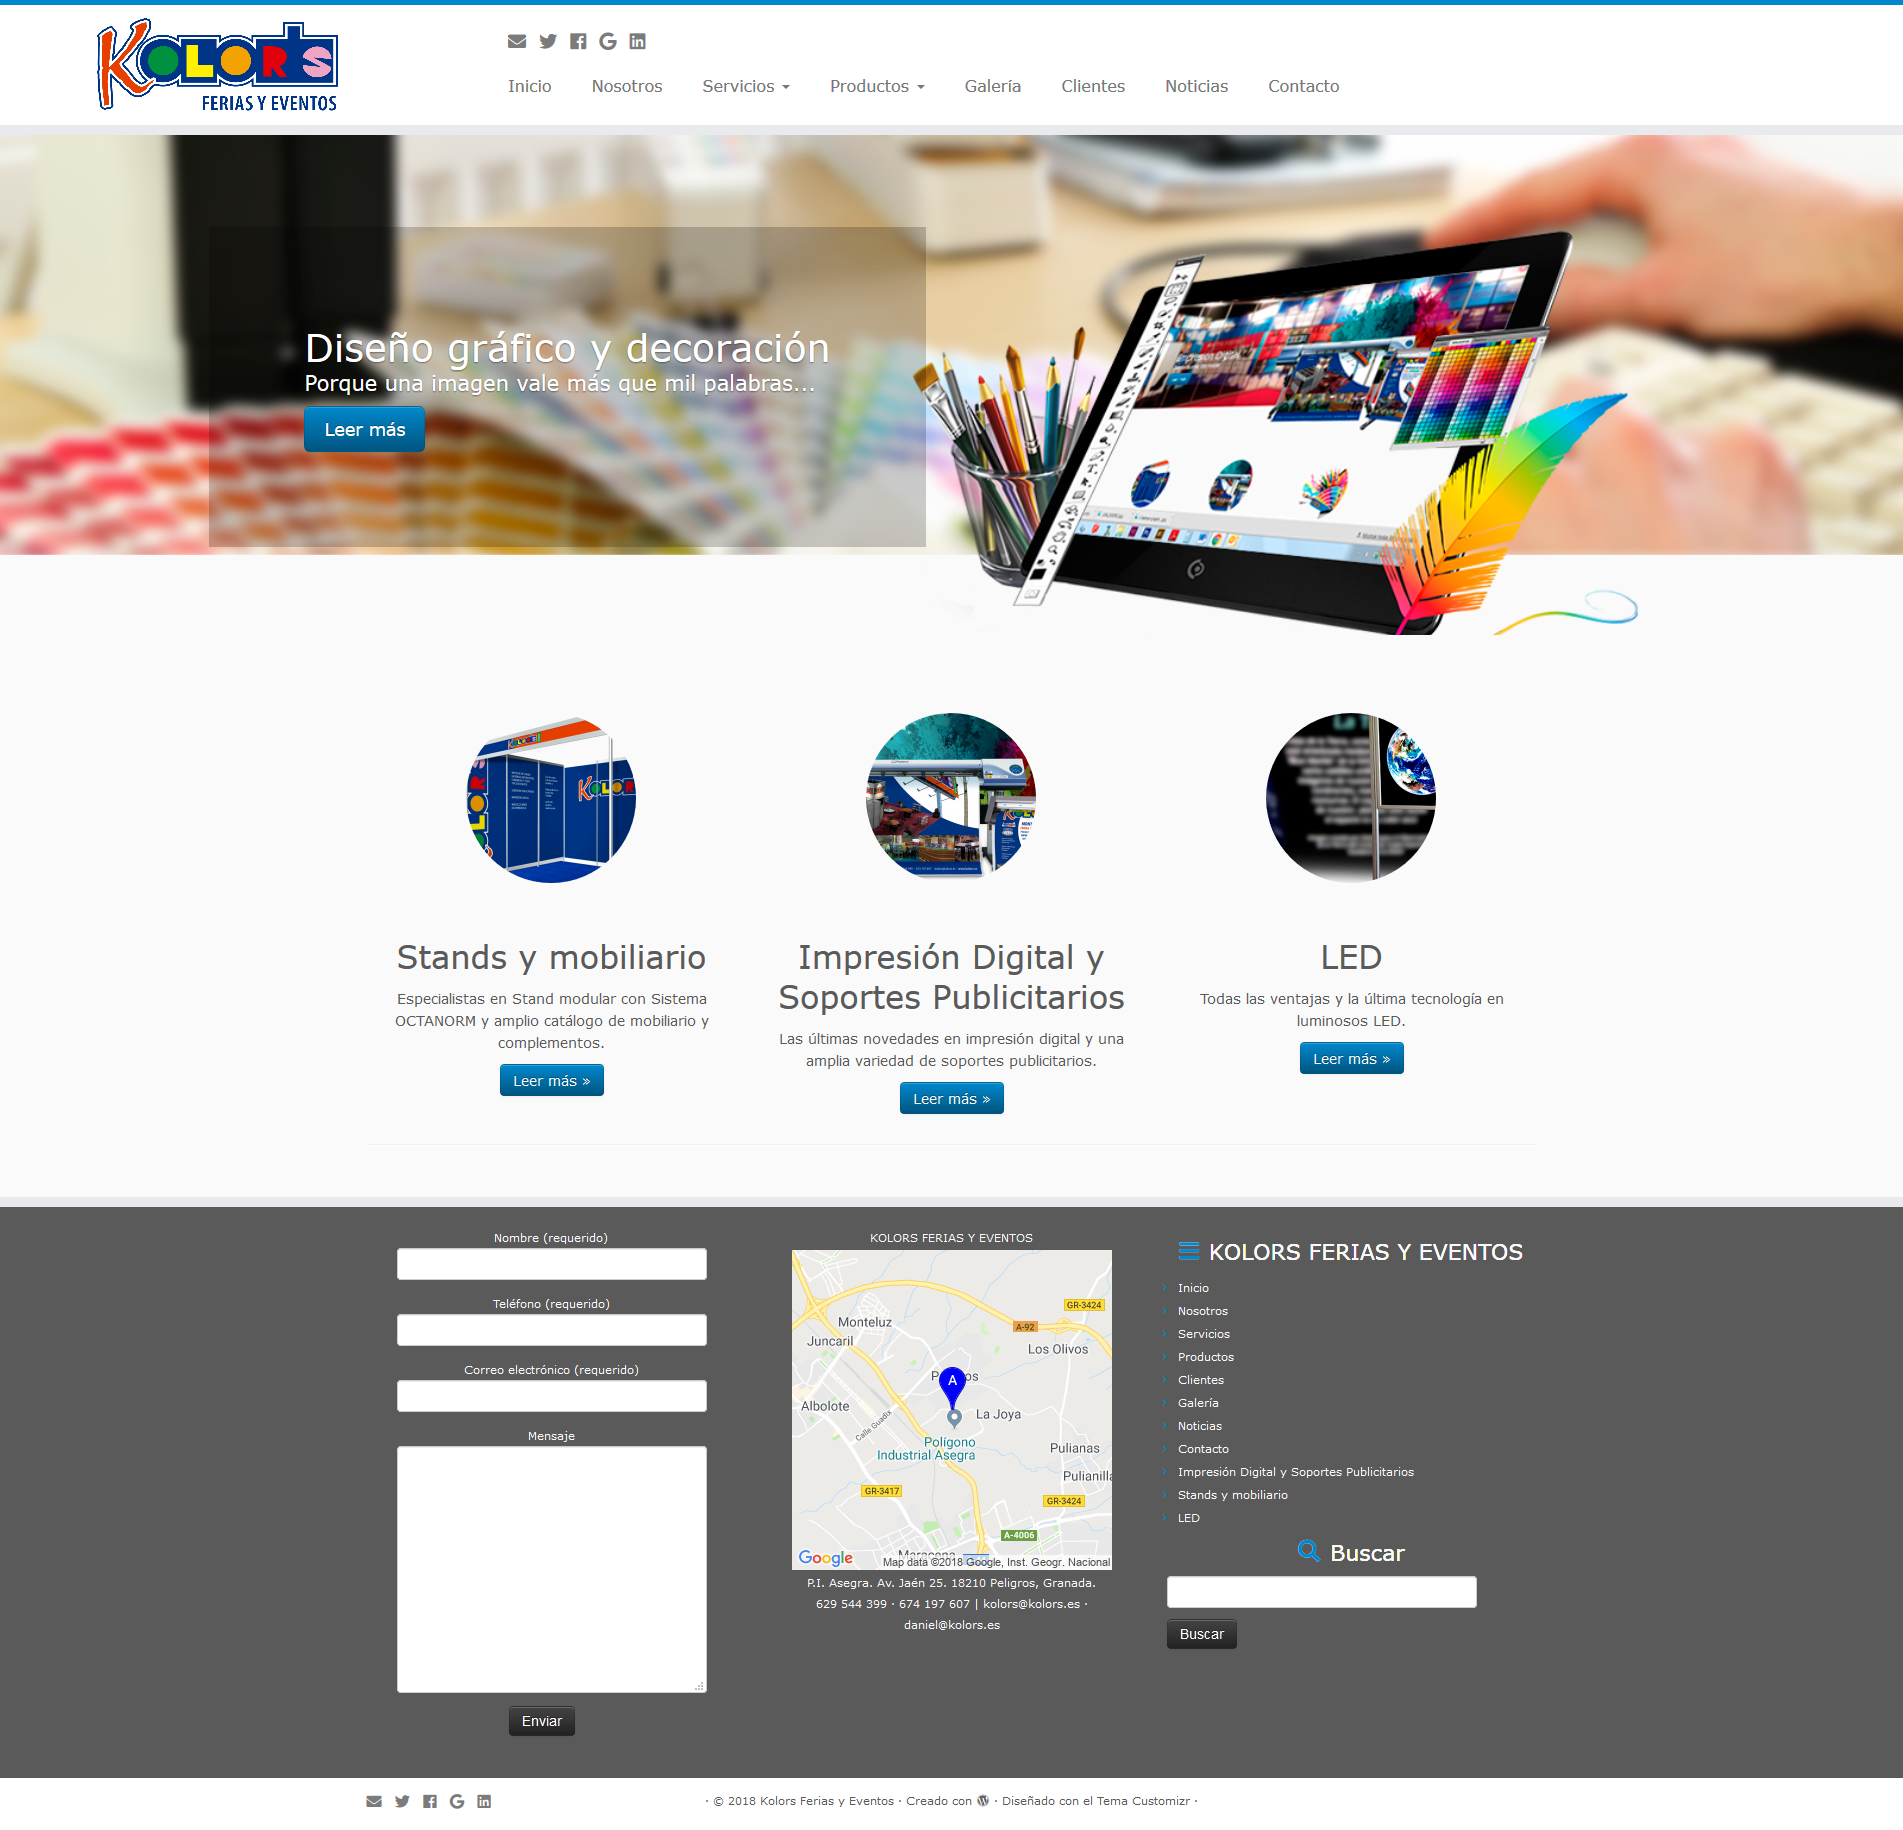 KOLOR'S
FERIAS Y EVENTOS
Inicio
Nosotros
Servicios
Productos
Galería
Clientes
Noticias
Contacto
Diseño gráfico y decoración
Porque una imagen vale más que mil palabras...
Leer más
Stands y mobiliario
Especialistas en Stand modular con Sistema
OCTANORM y amplio catálogo de mobiliario y
complementos.
Leer más »
Impresión Digital y
Soportes Publicitarios
Las últimas novedades en impresión digital y una
amplia variedad de soportes publicitarios.
Leer más »
LED
Todas las ventajas y la última tecnología en
luminosos LED.
Leer más »
Nombre (requerido)
Teléfono (requerido)
Correo electrónico (requerido)
Mensaje
Enviar
KOLORS FERIAS Y EVENTOS
GR-3424
Monteluz
A-92
Juncaril
Los Olivos
A
Albolote
Calle Guadix
La Joya
Polígono
Industrial Asegra
Pulianas
Pulianilla
GR-3417
GR-3424
A-4006
Maracena
Google
Map data ©2018 Google, Inst. Geogr. Nacional
P.I. Asegra. Av. Jaén 25. 18210 Peligros, Granada.
629 544 399 · 674 197 607 | kolors@kolors.es ·
daniel@kolors.es
KOLORS FERIAS Y EVENTOS
Inicio
Nosotros
Servicios
Productos
Clientes
Galería
Noticias
Contacto
Impresión Digital y Soportes Publicitarios
Stands y mobiliario
LED
Buscar
Buscar
· © 2018 Kolors Ferias y Eventos · Creado con · Diseñado con el Tema Customizr ·